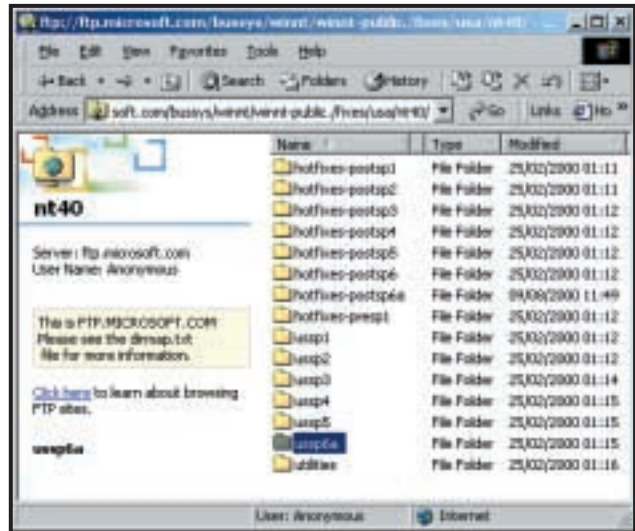 ftp://ftp.microsoft.com/bussys/winnt/winnt-public/fixes/usa/nt40/
File Edit View Favorites Tools Help
Back Search Folders History
Address soft.com/bussys/winnt/winnt-public/fixes/usa/nt40/ Go Links
Name Type Modified
hotfixes-postsp1 File Folder 25/02/2000 01:11
hotfixes-postsp2 File Folder 25/02/2000 01:11
hotfixes-postsp3 File Folder 25/02/2000 01:12
hotfixes-postsp4 File Folder 25/02/2000 01:12
hotfixes-postsp5 File Folder 25/02/2000 01:12
hotfixes-postsp6 File Folder 25/02/2000 01:12
hotfixes-postsp6a File Folder 11:49
hotfixes-presp1 File Folder 25/02/2000 01:12
ussp1 File Folder 25/02/2000 01:12
ussp2 File Folder 25/02/2000 01:12
ussp3 File Folder 25/02/2000 01:14
ussp4 File Folder 25/02/2000 01:15
ussp5 File Folder 25/02/2000 01:15
ussp6a File Folder 25/02/2000 01:15
utilities File Folder 25/02/2000 01:16
nt40
Server: ftp.microsoft.com
User Name: Anonymous
This is FTP.MICROSOFT.COM
Please see the dirmap.txt
file for more information.
Click here to learn about browsing
FTP sites.
ussp6a
User: Anonymous Internet